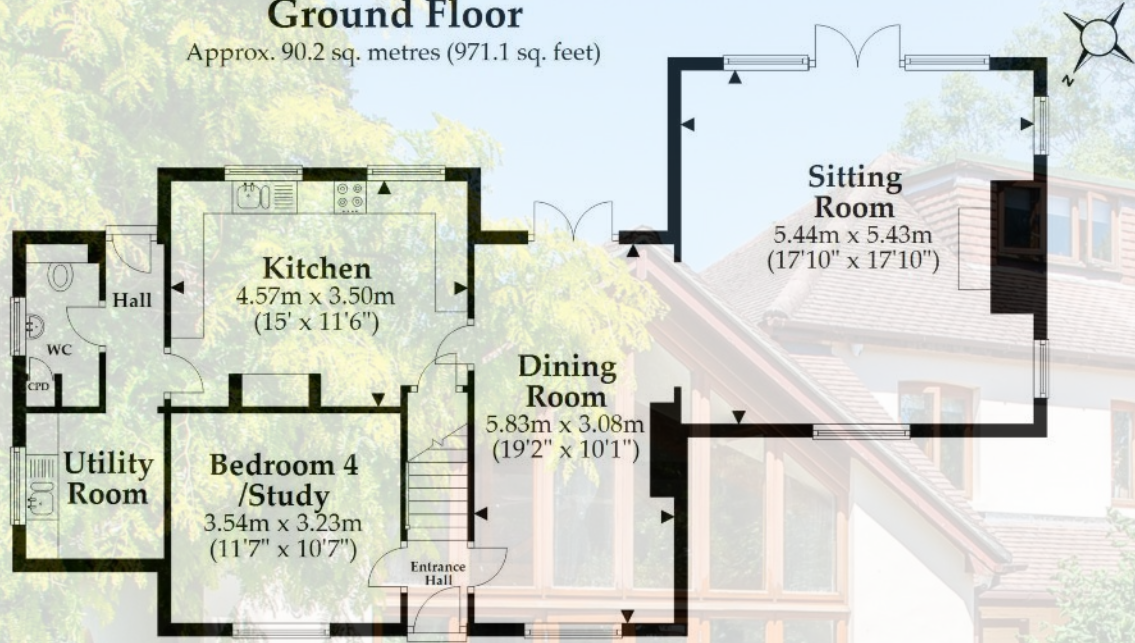 Ground Floor
Approx. 90.2 sq. metres (971.1 sq. feet)
N
Sitting
Room
5.44m x 5.43m
(17'10" x 17'10")
Kitchen
4.57m x 3.50m
(15' x 11'6")
Hall
WC
CPD
Dining
Room
5.83m x 3.08m
(19'2" x 10'1")
Utility
Room
Bedroom 4
/Study
3.54m x 3.23m
(11'7" x 10'7")
Entrance
Hall